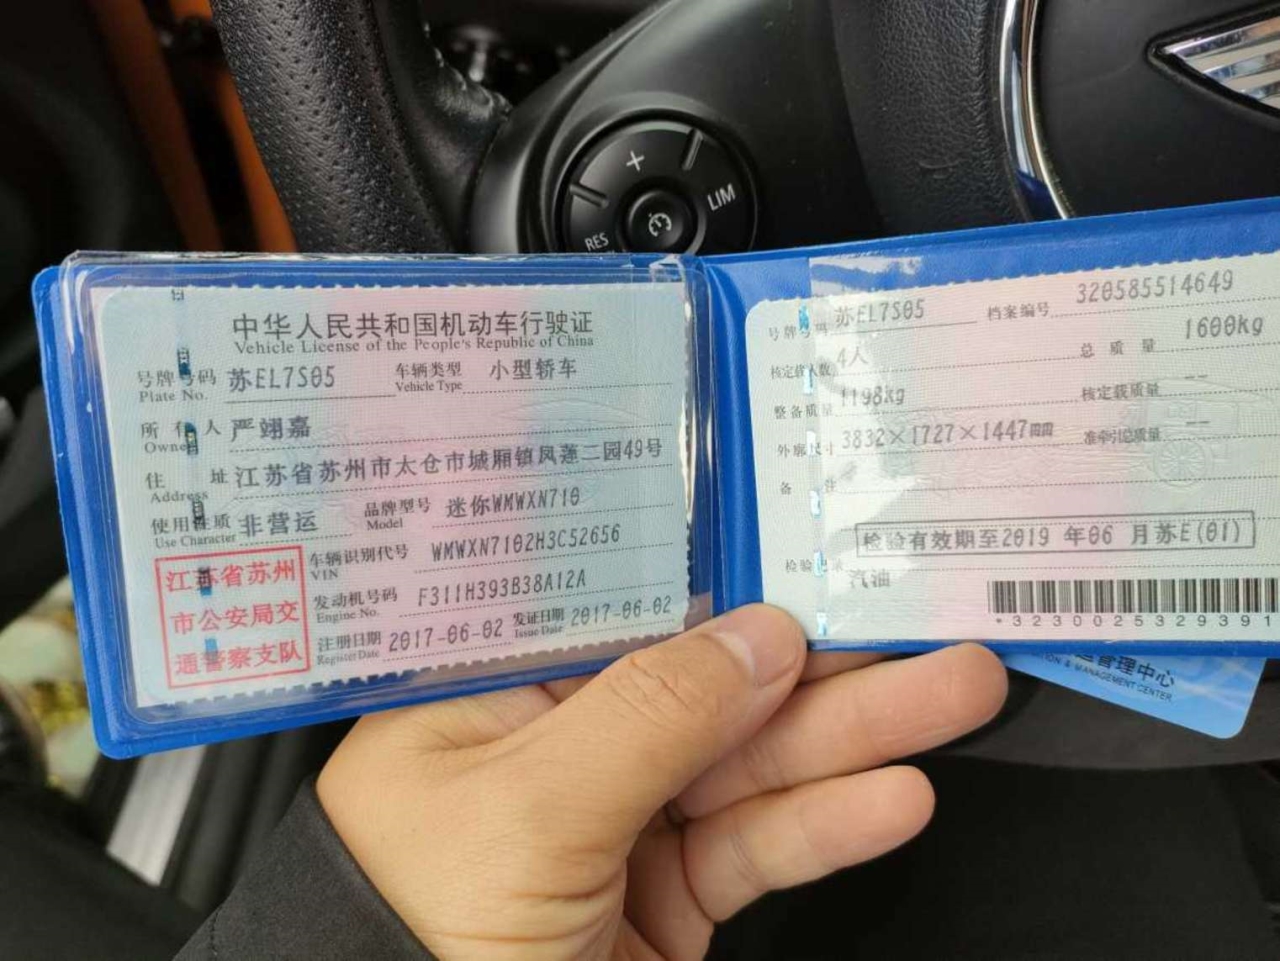 RES
LIM
中华人民共和国机动车行驶证
Vehicle License of the People's Republic of China
号牌号码 苏EL7S05 车辆类型 小型轿车
Plate No. Vehicle Type
所有人 严翊嘉
Owner
住址 江苏省苏州市太仓市城厢镇凤莲二园49号
Address
使用性质 非营运 品牌型号 迷你WMWXN710
Use Character Model
江苏省苏州
市公安局交
通警察支队
车辆识别代号 WMWXN7102H3C52656
VIN
发动机号码 F311H393B38A12A
Engine No.
注册日期 2017-06-02 发证日期 2017-06-02
Register Date Issue Date
号牌号码 苏EL7S05 档案编号 320585514649
核定载人数 4人 总质量 1600kg
整备质量 1198kg 核定载质量 --
外廓尺寸 3832×1727×1447mm 准牵引总质量 --
备注
检验有效期至2019年06月苏E(01)
检验记录
汽油
*3230025329391
管理中心
& MANAGEMENT CENTER